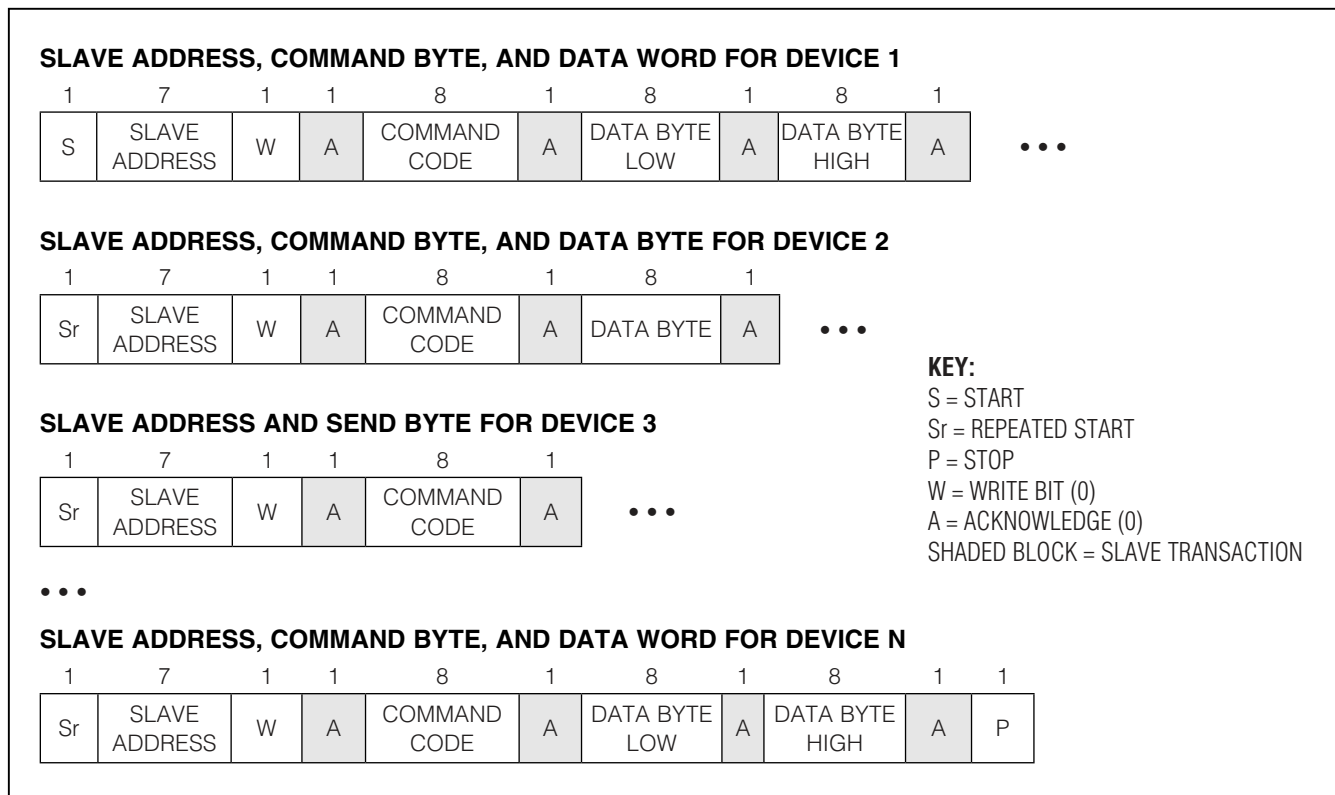 SLAVE ADDRESS, COMMAND BYTE, AND DATA WORD FOR DEVICE 1
1 7 1 1 8 1 8 1 8 1
S SLAVE ADDRESS W A COMMAND CODE A DATA BYTE LOW A DATA BYTE HIGH A •••
SLAVE ADDRESS, COMMAND BYTE, AND DATA BYTE FOR DEVICE 2
1 7 1 1 8 1 8 1
Sr SLAVE ADDRESS W A COMMAND CODE A DATA BYTE A •••
SLAVE ADDRESS AND SEND BYTE FOR DEVICE 3
1 7 1 1 8 1
Sr SLAVE ADDRESS W A COMMAND CODE A •••
•••
KEY:
S = START
Sr = REPEATED START
P = STOP
W = WRITE BIT (0)
A = ACKNOWLEDGE (0)
SHADED BLOCK = SLAVE TRANSACTION
SLAVE ADDRESS, COMMAND BYTE, AND DATA WORD FOR DEVICE N
1 7 1 1 8 1 8 1 8 1 1
Sr SLAVE ADDRESS W A COMMAND CODE A DATA BYTE LOW A DATA BYTE HIGH A P